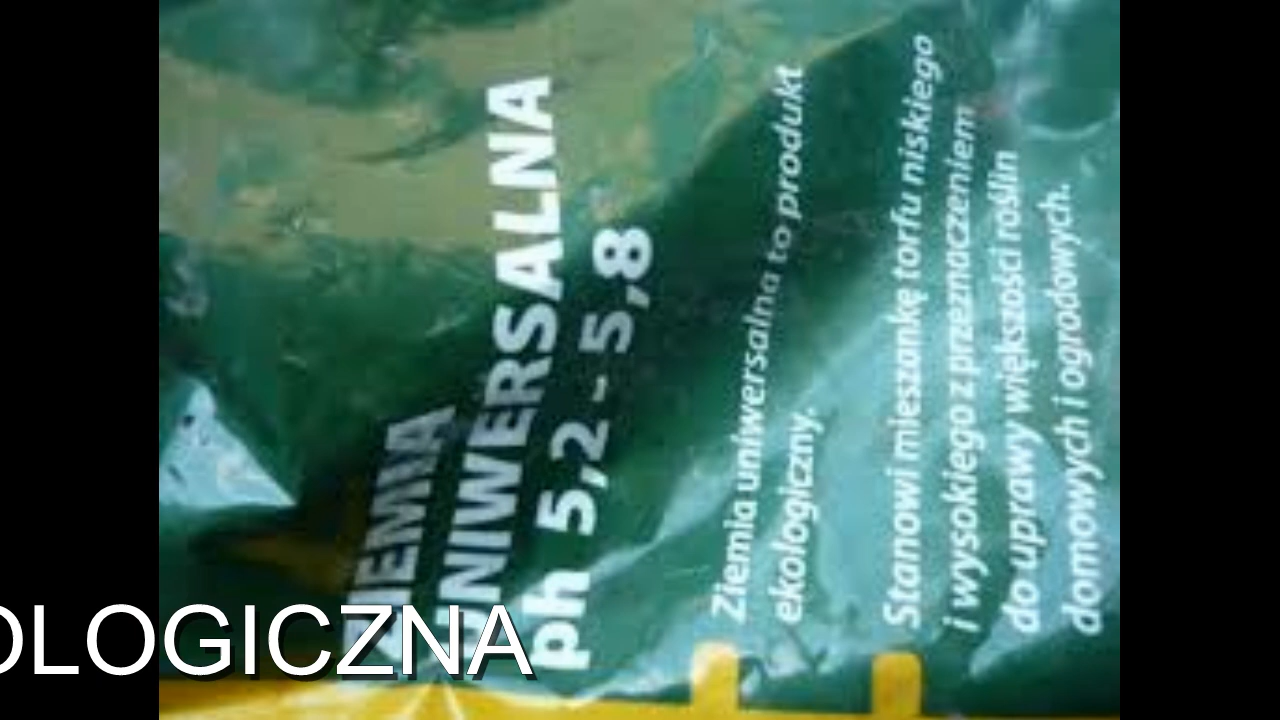 ZIEMIA
UNIWERSALNA
ph 5,2 - 5,8
Ziemia uniwersalna to produkt
ekologiczny.
Stanowi mieszankę torfu niskiego
i wysokiego z przeznaczeniem
do uprawy większości roślin
domowych i ogrodowych.
OLOGICZNA